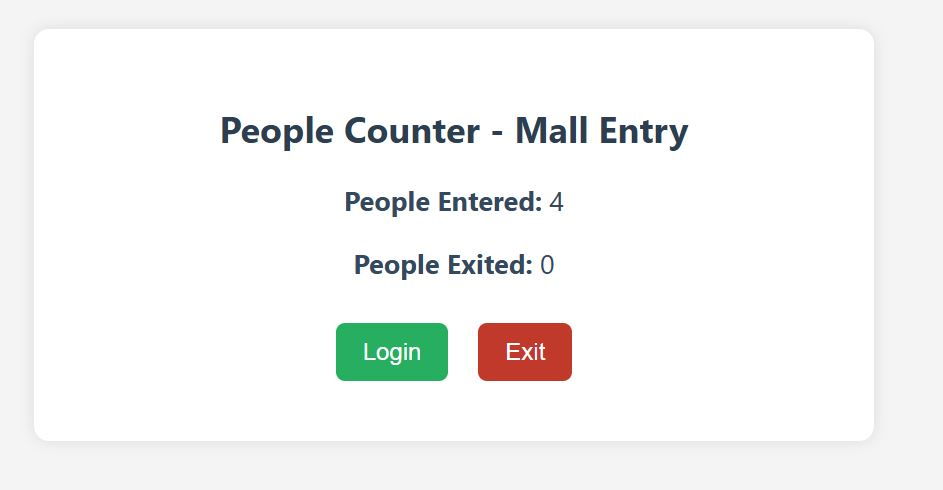 People Counter - Mall Entry
People Entered: 4
People Exited: 0
Login Exit